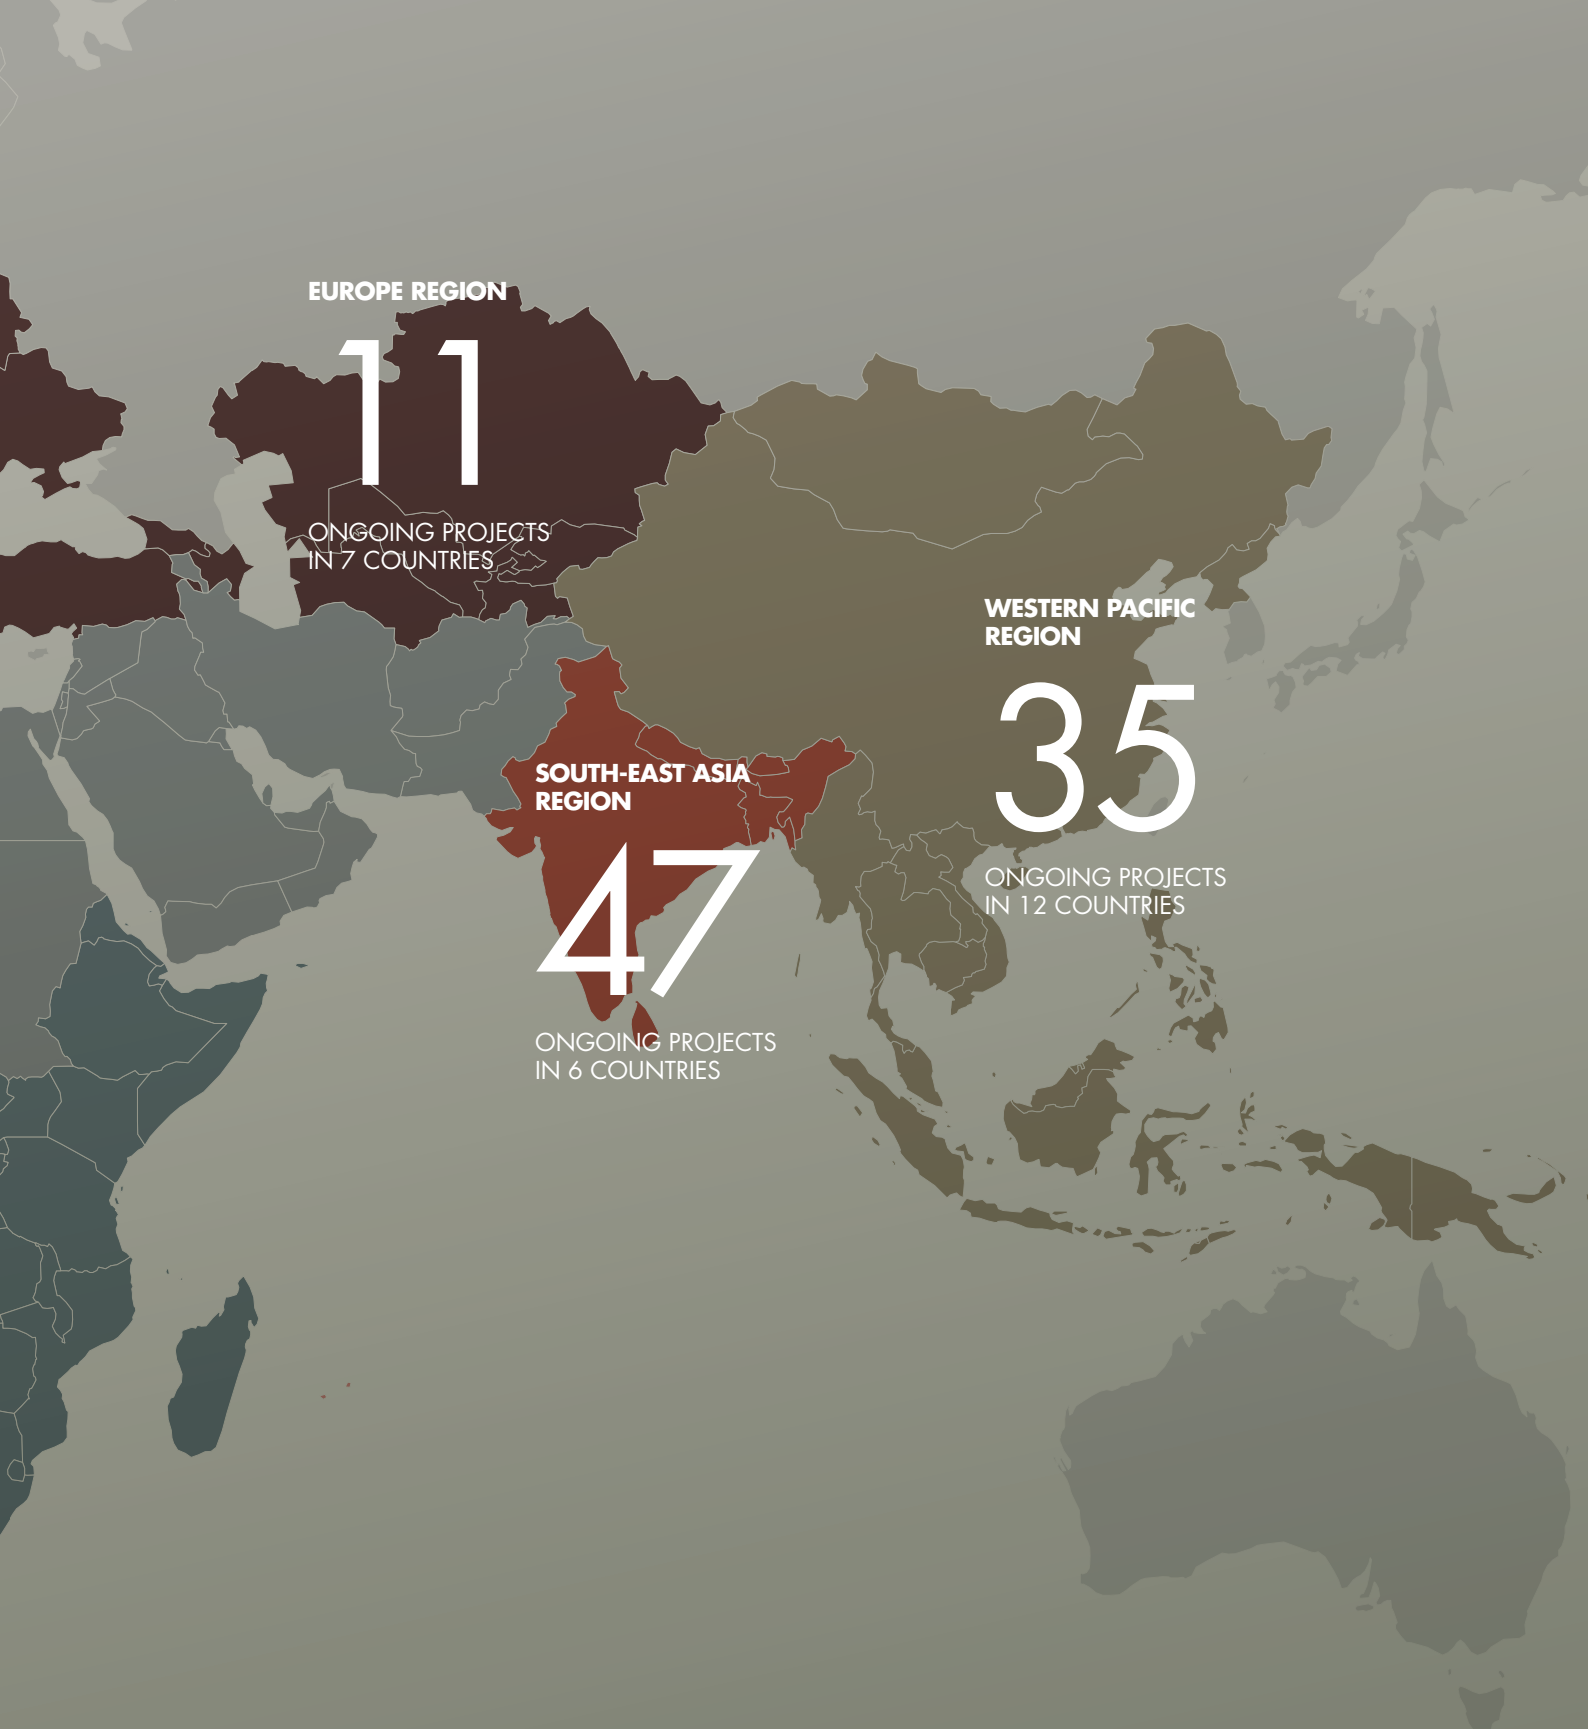 EUROPE REGION
11
ONGOING PROJECTS
IN 7 COUNTRIES
SOUTH-EAST ASIA
REGION
47
ONGOING PROJECTS
IN 6 COUNTRIES
WESTERN PACIFIC
REGION
35
ONGOING PROJECTS
IN 12 COUNTRIES